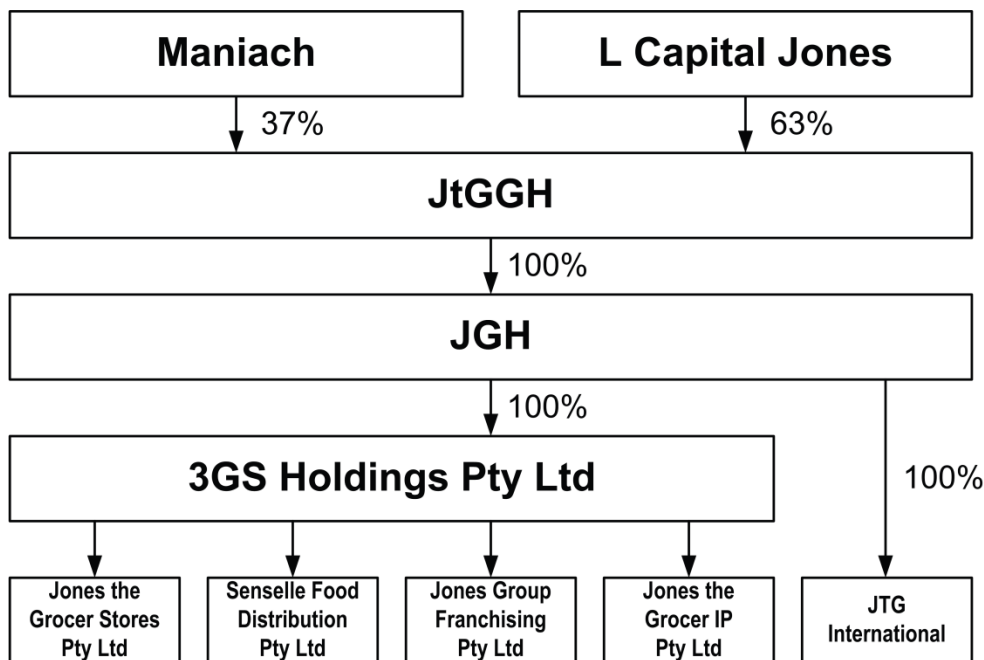 Maniach
L Capital Jones
37%
63%
JtGGH
100%
JGH
100%
3GS Holdings Pty Ltd
100%
Jones the
Grocer Stores
Pty Ltd
Senselle Food
Distribution
Pty Ltd
Jones Group
Franchising
Pty Ltd
Jones the
Grocer IP
Pty Ltd
JTG
International